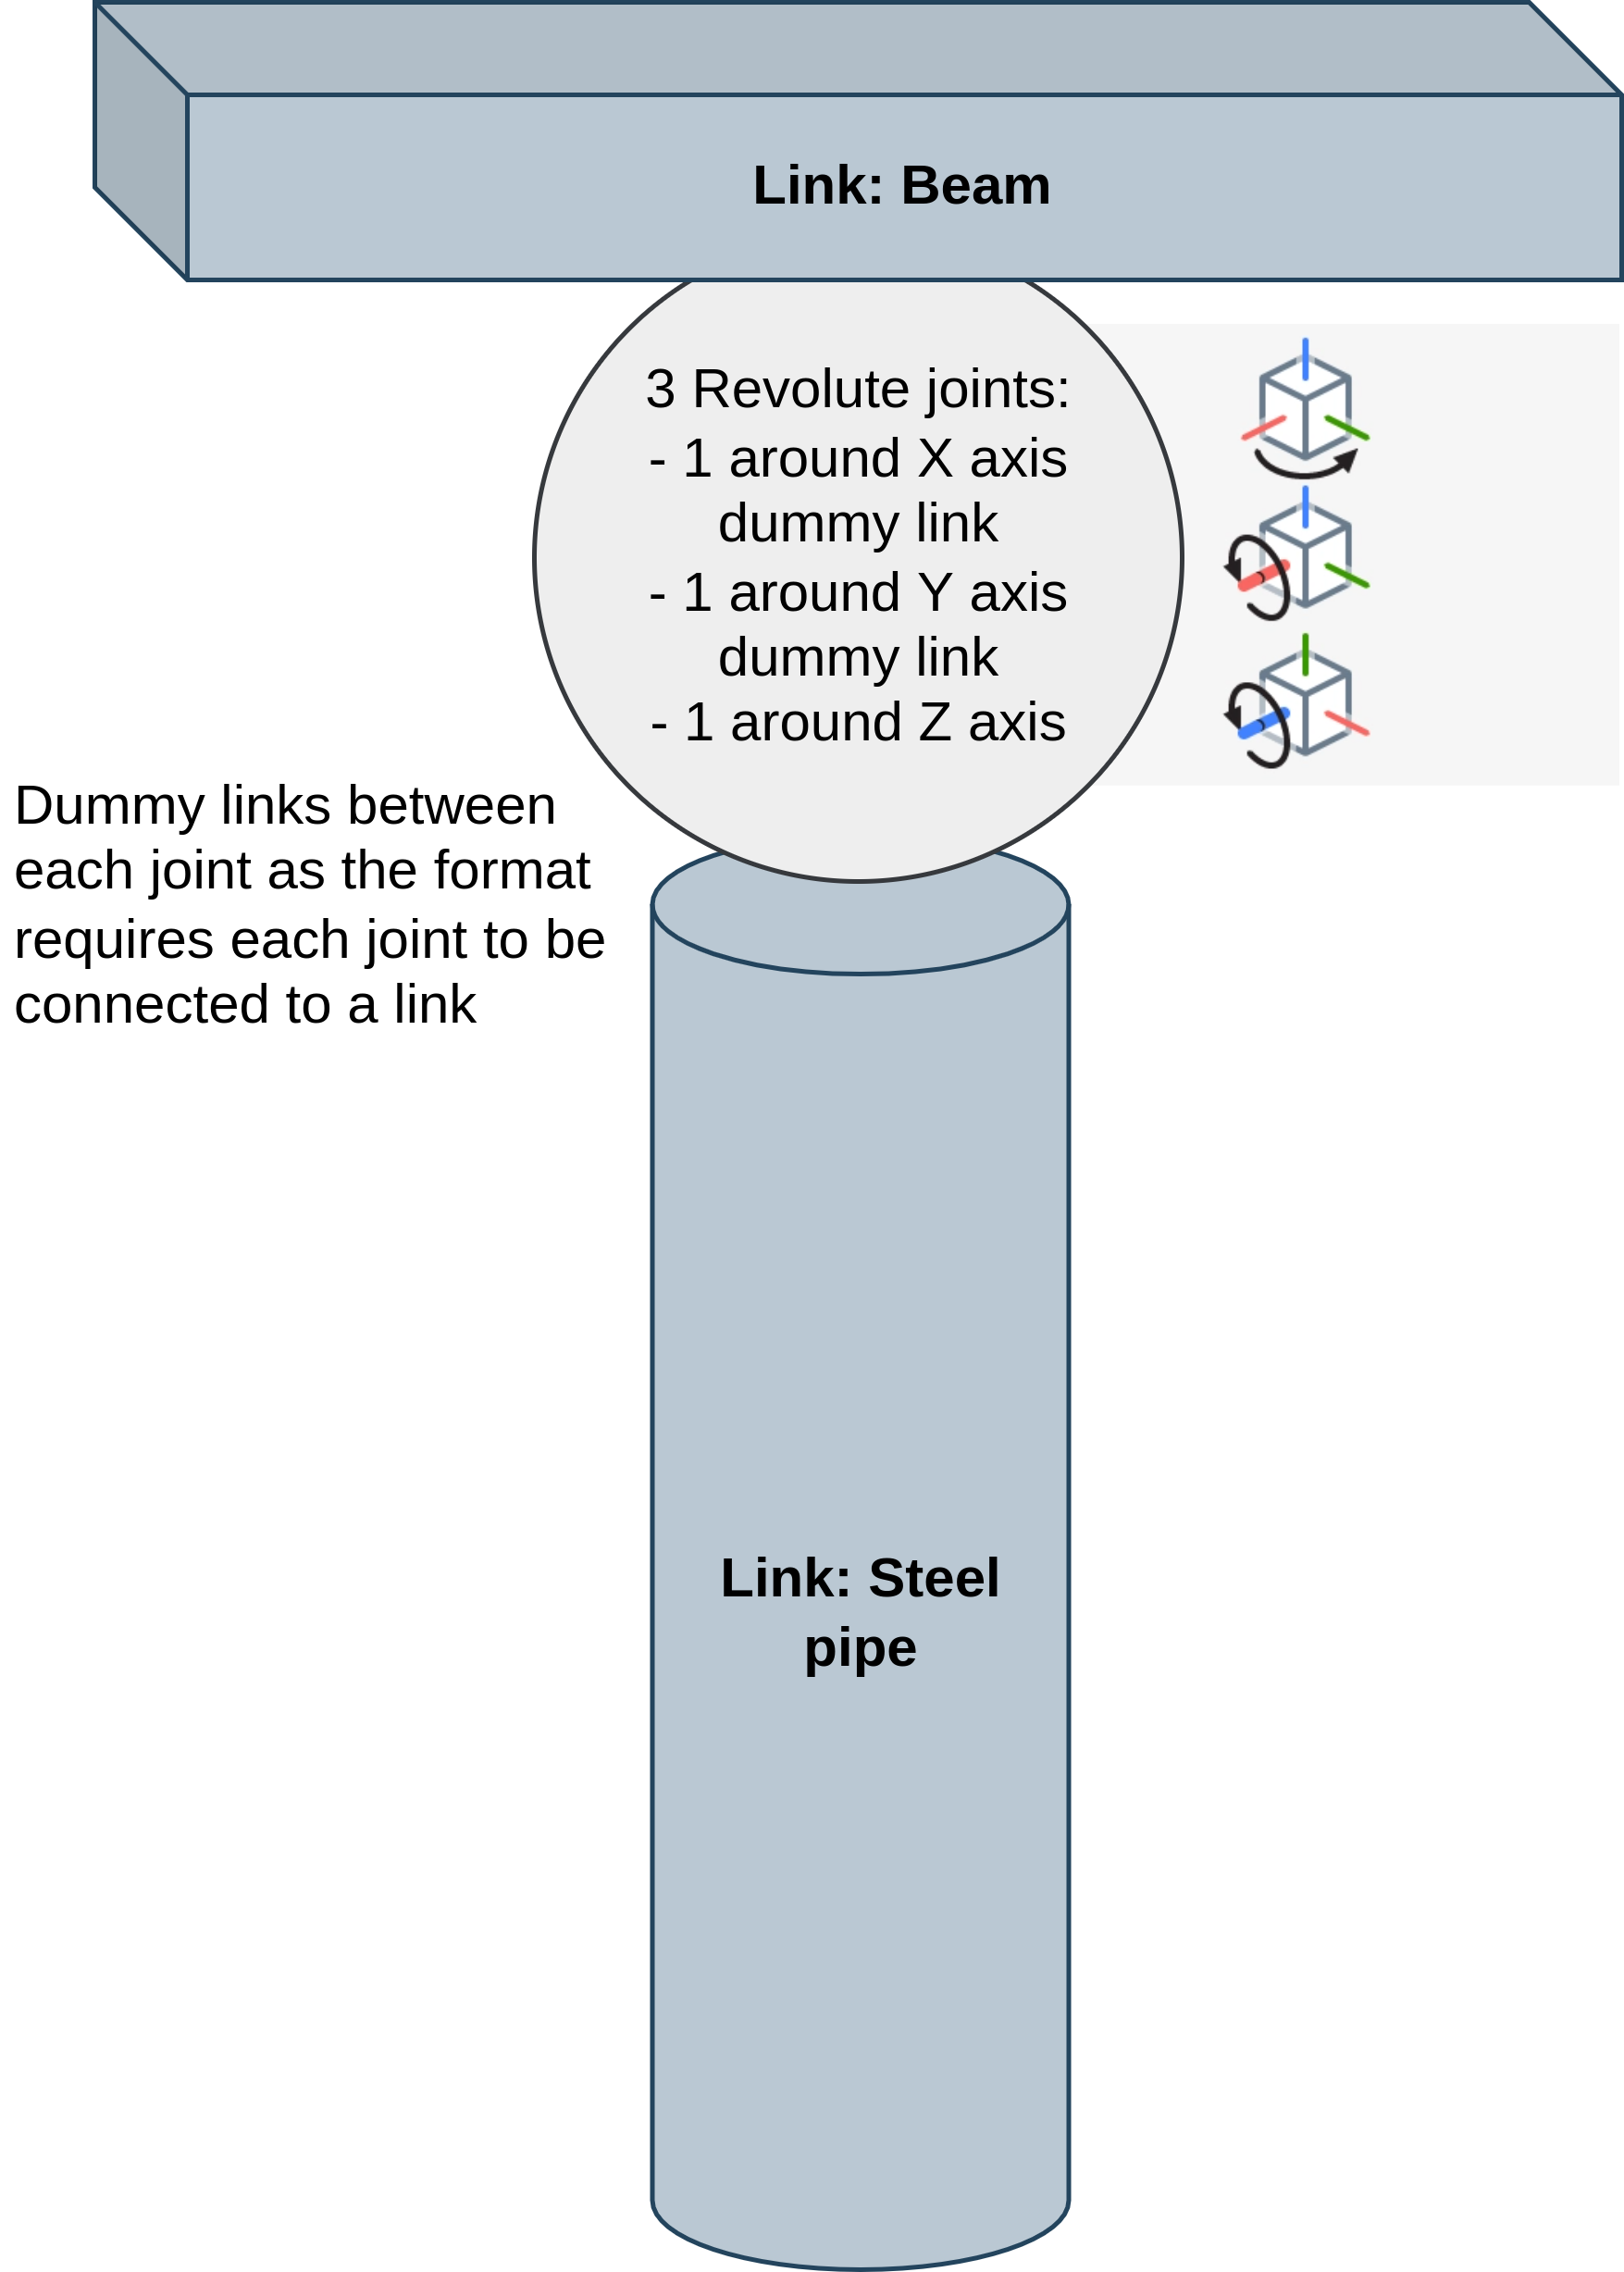 Link: Beam
3 Revolute joints:
- 1 around X axis
dummy link
- 1 around Y axis
dummy link
- 1 around Z axis
Dummy links between
each joint as the format
requires each joint to be
connected to a link
Link: Steel
pipe